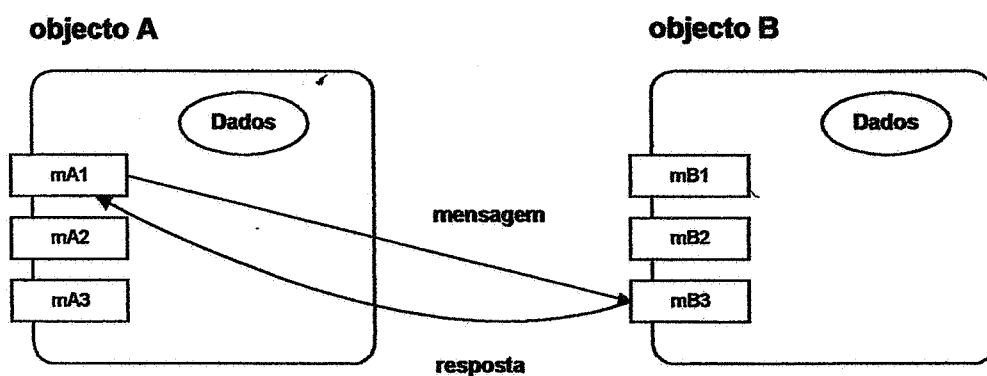 objecto A
objecto B
Dados
Dados
mA1
mB1
mensagem
mA2
mB2
mA3
mB3
resposta